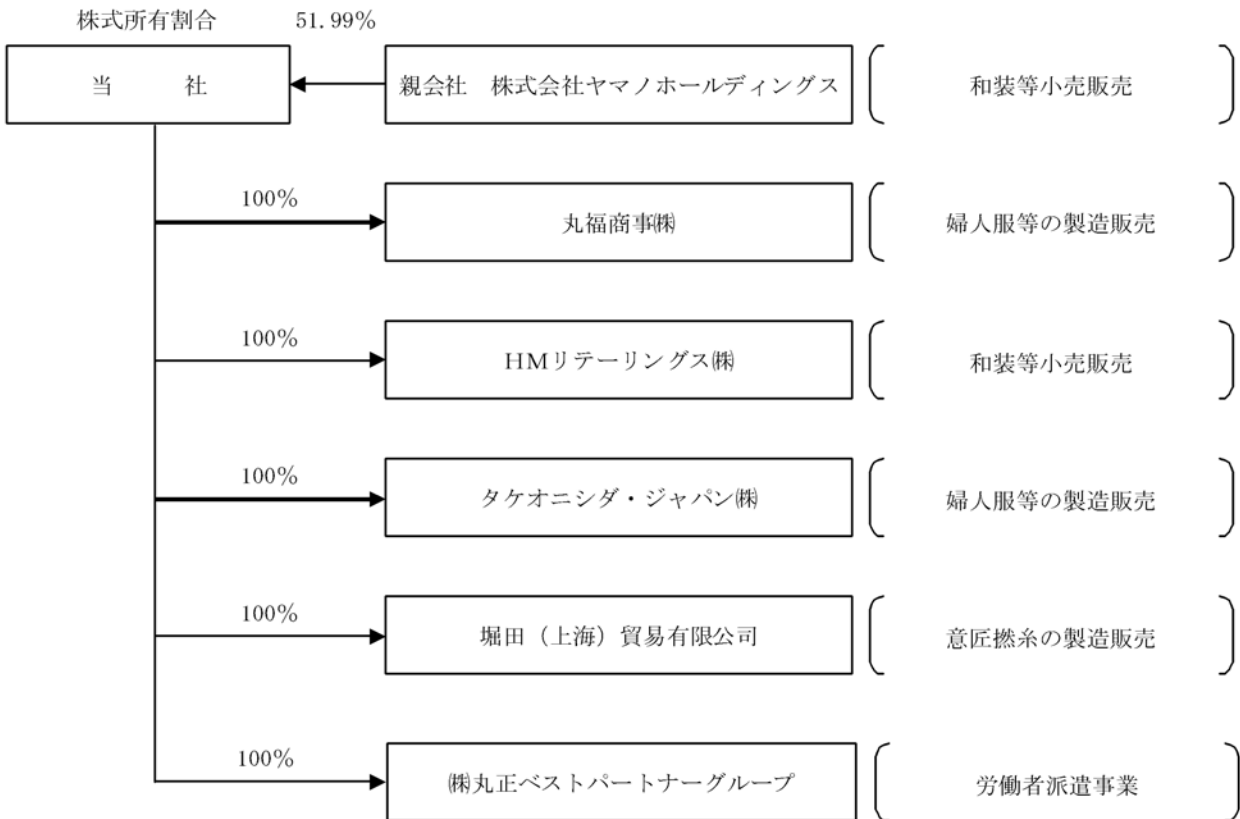 株式所有割合 51.99%
当 社
親会社 株式会社ヤマノホールディングス
和装等小売販売
100%
丸福商事㈱
婦人服等の製造販売
100%
HMリテーリングス㈱
和装等小売販売
100%
タケオニシダ・ジャパン㈱
婦人服等の製造販売
100%
堀田（上海）貿易有限公司
意匠撚糸の製造販売
100%
㈱丸正ベストパートナーグループ
労働者派遣事業